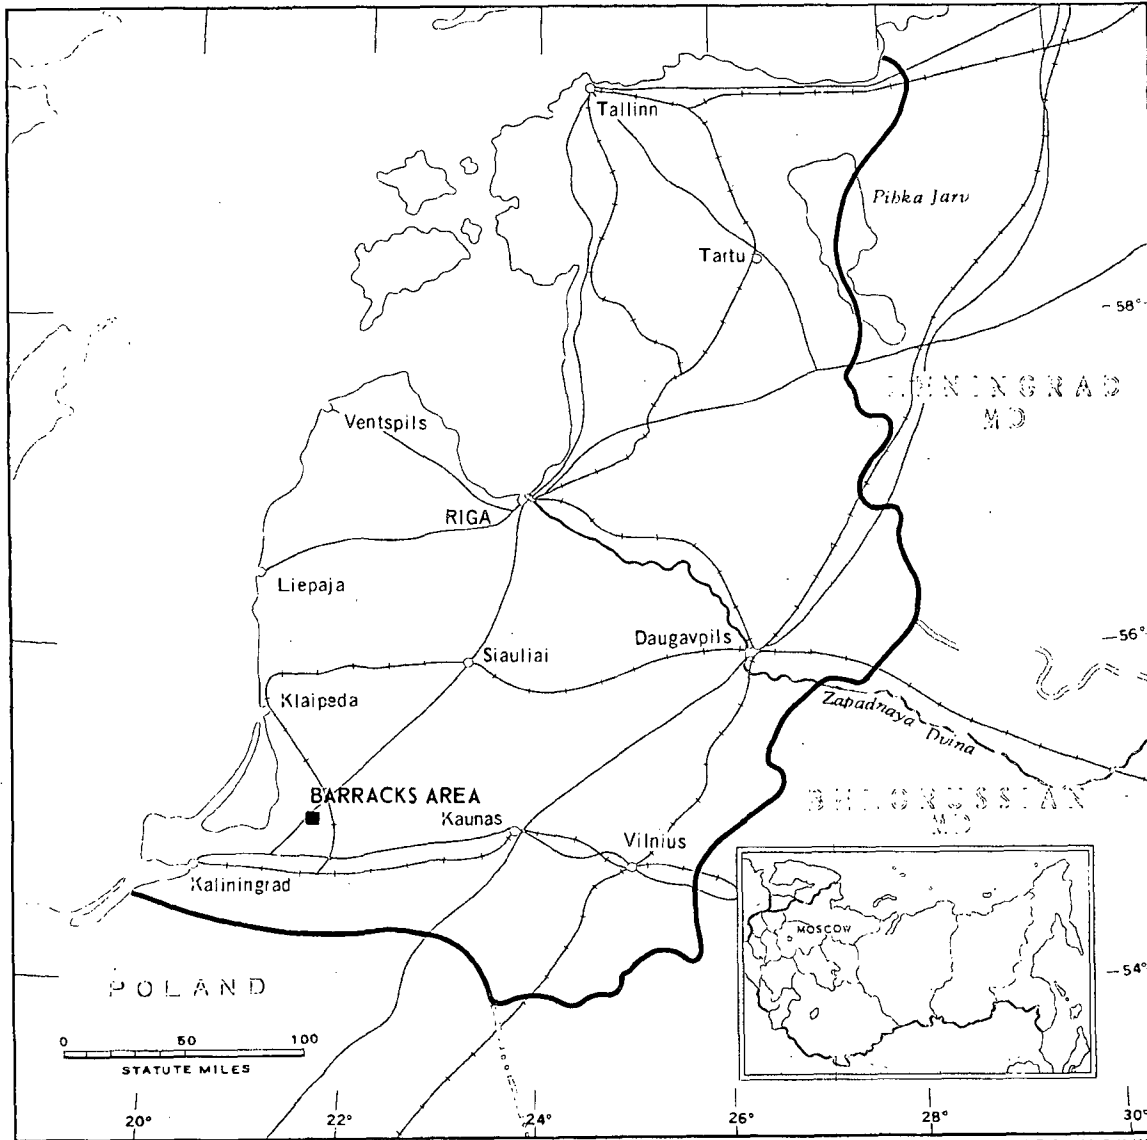 Tallinn
Pihka Jarv
Tartu
58°
LENINGRAD
MD
Ventspils
RIGA
Liepaja
Daugavpils
56°
Siauliai
Klaipeda
Zapadnaya Dvina
BARRACKS AREA
BELORUSSIAN
MD
Kaunas
Vilnius
Kaliningrad
MOSCOW
POLAND
54°
0 50 100
STATUTE MILES
20° 22° 24° 26° 28° 30°